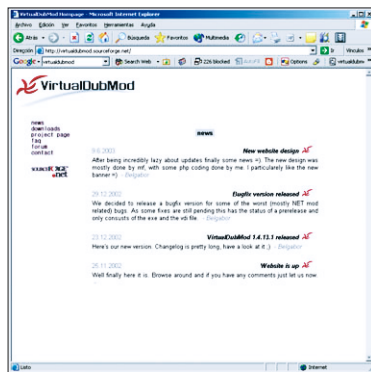 VirtualDubMod Homepage - Microsoft Internet Explorer
Archivo Edición Ver Favoritos Herramientas Ayuda
Atrás Búsqueda Favoritos Multimedia
Dirección http://virtualdubmod.sourceforge.net/ Ir Vínculos
Google virtualdubmod Search Web 226 blocked AutoFill Options virtualdubmod
VirtualDubMod
news
downloads
project page
faq
forum
contact
SOURCEFORGE
.net
news
9.6.2003 New website design
After being incredibly lazy about updates finally some news =). The new design was
mostly done by mf, with some php coding done by me. I particularly like the new
banner =) - Belgabor
29.12.2002 Bugfix version released
We decided to release a bugfix version for some of the worst (mostly .NET mod
related) bugs. As some fixes are still pending this has the status of a prerelease and
only consists of the exe and the vdi file. - Belgabor
23.12.2002 VirtualDubMod 1.4.13.1 released
Here's our new version. Changelog is pretty long, have a look at it ;) - Belgabor
25.11.2002 Website is up
Well finally here it is. Browse around and if you have any comments just let us now.
Listo Internet